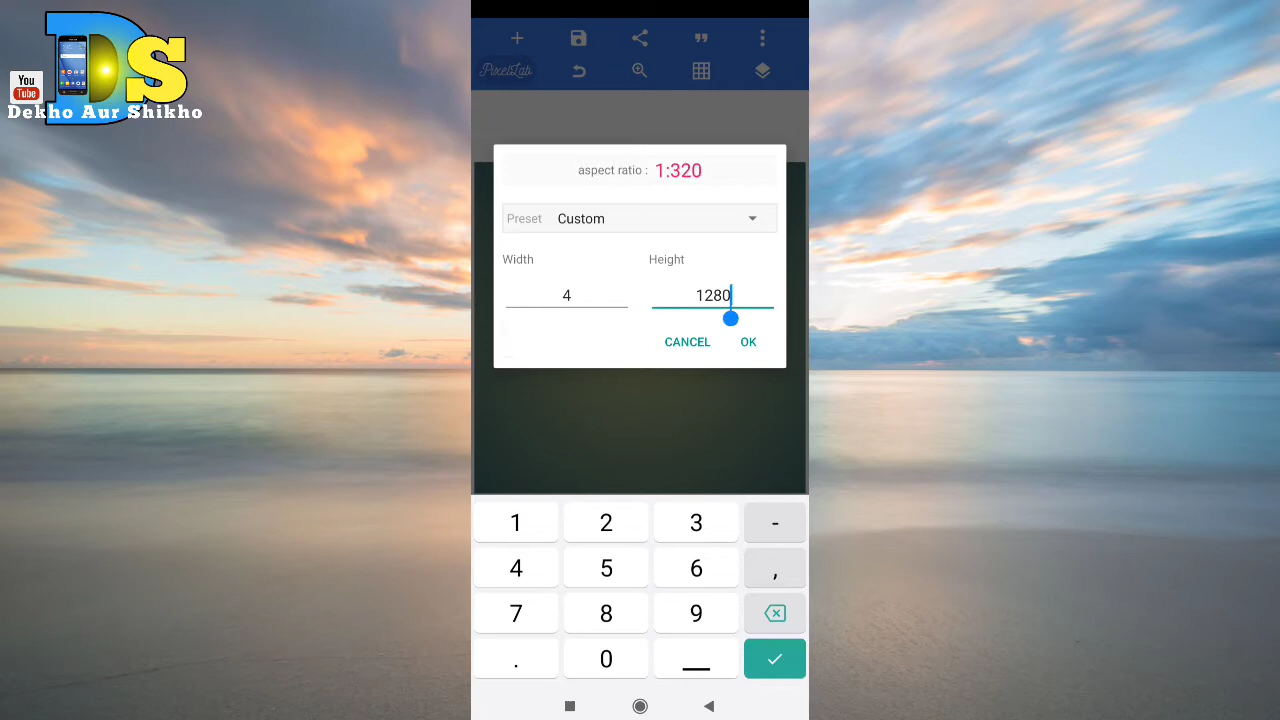 DS
You
Tube
Dekho Aur Shikho
PixelLab
aspect ratio : 1:320
Preset Custom
Width Height
4 1280
CANCEL OK
1 2 3 -
4 5 6 ,
7 8 9
. 0